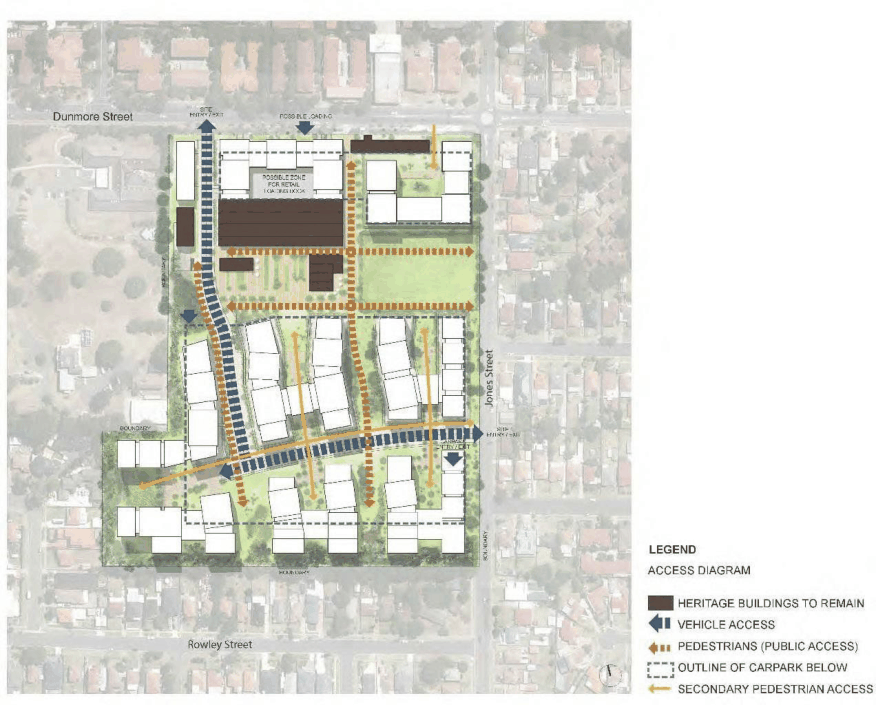 Dunmore Street
SITE
ENTRY / EXIT
POSSIBLE LOADING
POSSIBLE ZONE
FOR RETAIL
LOADING DOCK
BOUNDARY
Jones Street
BOUNDARY
SITE
ENTRY / EXIT
BOUNDARY
BOUNDARY
Rowley Street
LEGEND
ACCESS DIAGRAM
HERITAGE BUILDINGS TO REMAIN
VEHICLE ACCESS
PEDESTRIANS (PUBLIC ACCESS)
OUTLINE OF CARPARK BELOW
SECONDARY PEDESTRIAN ACCESS